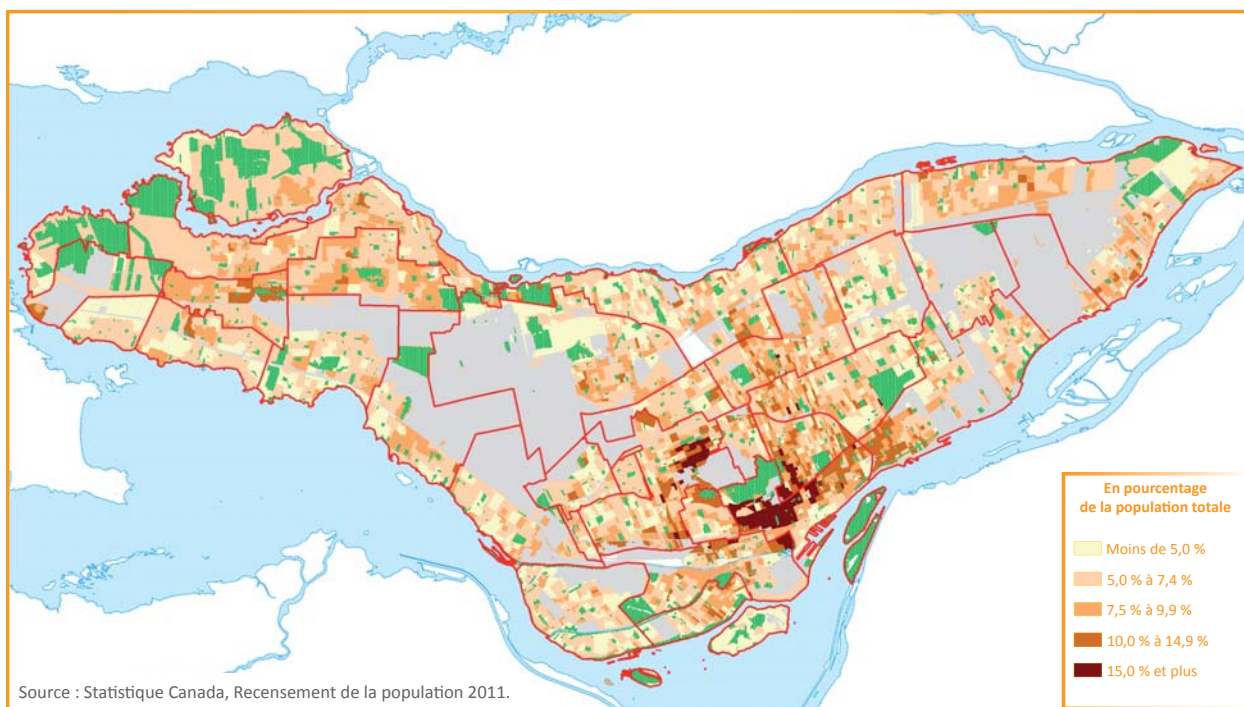 En pourcentage
de la population totale
Moins de 5,0 %
5,0 % à 7,4 %
7,5 % à 9,9 %
10,0 % à 14,9 %
15,0 % et plus
Source : Statistique Canada, Recensement de la population 2011.